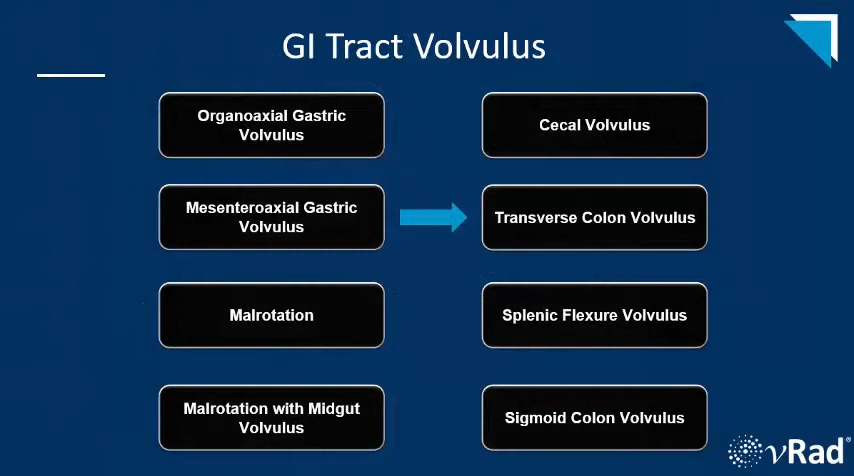 GI Tract Volvulus
Organoaxial Gastric
Volvulus
Mesenteroaxial Gastric
Volvulus
Malrotation
Malrotation with Midgut
Volvulus
Cecal Volvulus
Transverse Colon Volvulus
Splenic Flexure Volvulus
Sigmoid Colon Volvulus
vRad®